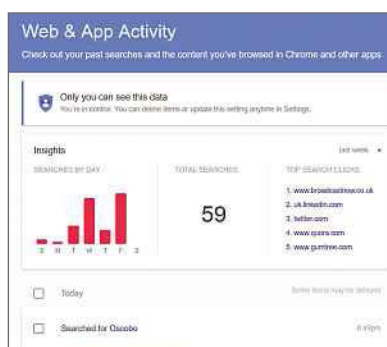 Web & App Activity
Check out your past searches and the content you've browsed in Chrome and other apps
Only you can see this data
You're in control. You can delete items or update this setting anytime in Settings.
Insights
Last week
SEARCHES BY DAY
TOTAL SEARCHES
TOP SEARCH CLICKS
59
1. www.broadcastnow.co.uk
2. uk.linkedin.com
3. twitter.com
4. www.quora.com
5. www.gumtree.com
S M T W T F S
Today
Some items may be delayed
Searched for Oscobo